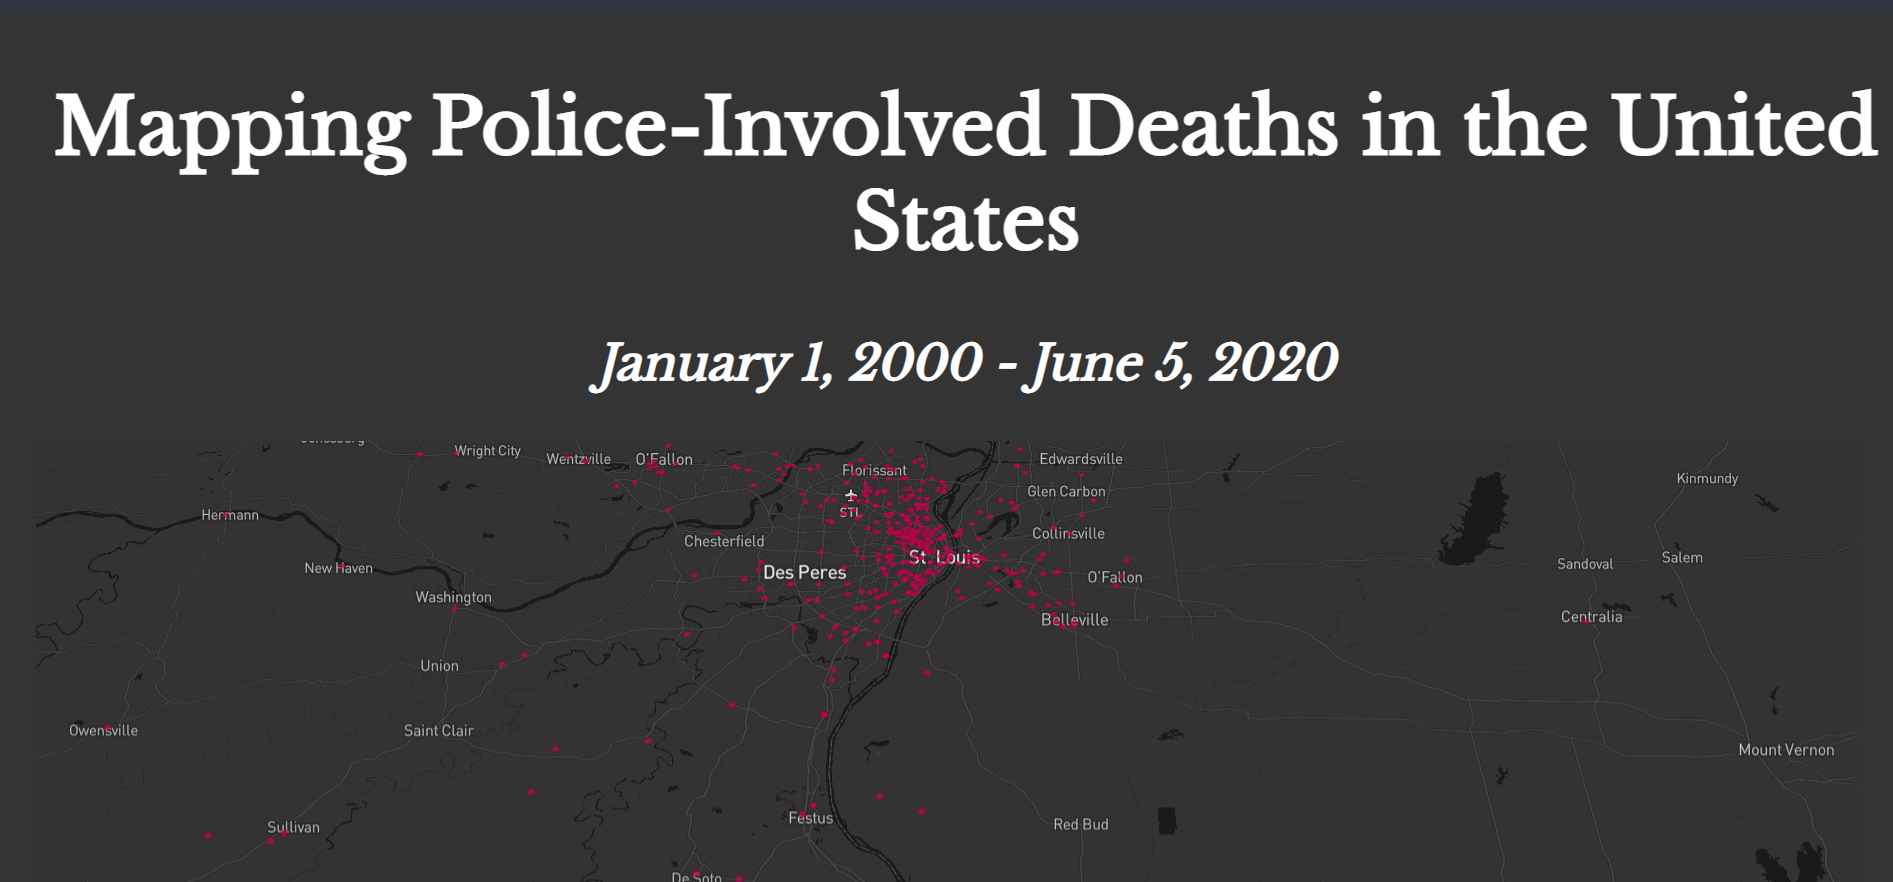 Mapping Police-Involved Deaths in the United
States
January 1, 2000 - June 5, 2020
Jonesburg
Wright City
Wentzville
O'Fallon
Florissant
Edwardsville
Kinmundy
Glen Carbon
STL
Hermann
Chesterfield
Collinsville
St. Louis
New Haven
Des Peres
O'Fallon
Sandoval
Salem
Washington
Belleville
Centralia
Union
Owensville
Saint Clair
Mount Vernon
Sullivan
Festus
Red Bud
De Soto